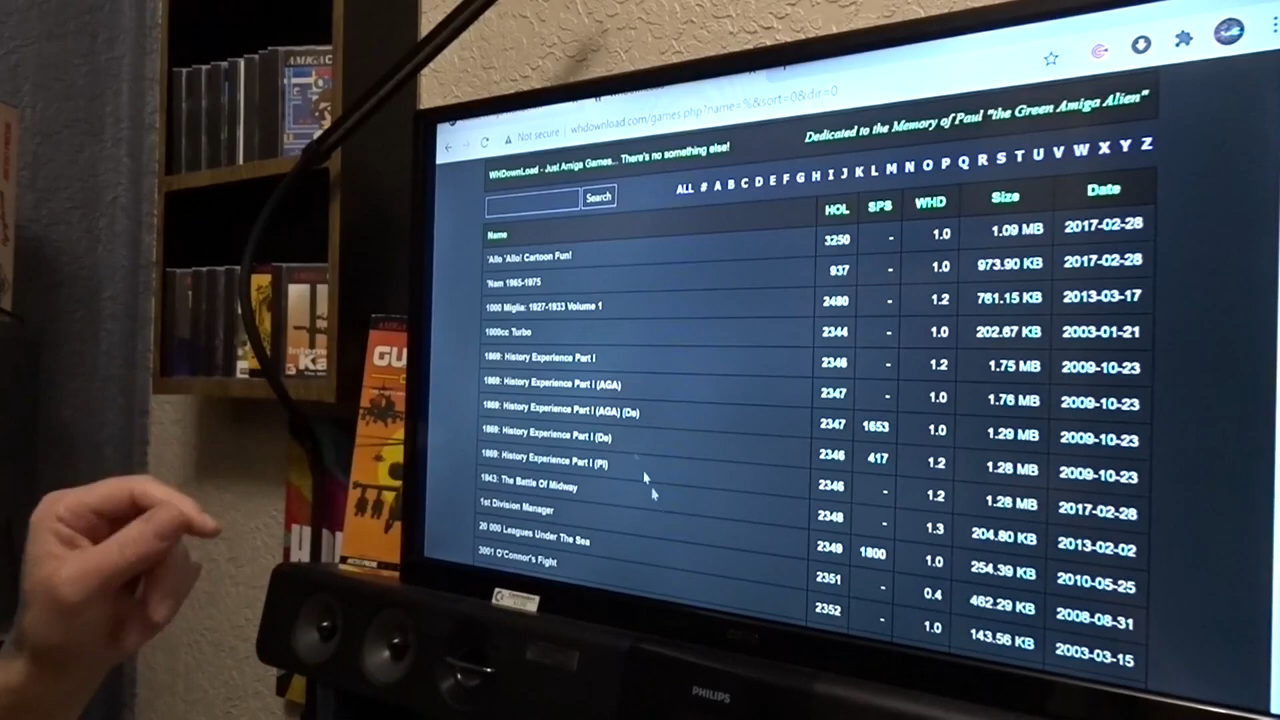 AMIGA
GU
Not secure
whdownload.com/games.php?name=%&sort=0&dir=0
WHDownLoad - Just Amiga Games... There's no something else!
Dedicated to the Memory of Paul "the Green Amiga Alien"
Search
ALL # A B C D E F G H I J K L M N O P Q R S T U V W X Y Z
Name HOL SPS WHD Size Date
'Allo 'Allo! Cartoon Fun! 3250 - 1.0 1.09 MB 2017-02-28
'Nam 1965-1975 937 - 1.0 973.90 KB 2017-02-28
1000 Miglia: 1927-1933 Volume 1 2480 - 1.2 761.15 KB 2013-03-17
1000cc Turbo 2344 - 1.0 202.67 KB 2003-01-21
1869: History Experience Part I 2346 - 1.2 1.75 MB 2009-10-23
1869: History Experience Part I (AGA) 2347 - 1.0 1.76 MB 2009-10-23
1869: History Experience Part I (AGA) (De) 2347 1653 1.0 1.29 MB 2009-10-23
1869: History Experience Part I (De) 2346 417 1.2 1.28 MB 2009-10-23
1869: History Experience Part I (Pl) 2346 - 1.2 1.28 MB 2017-02-28
1943: The Battle Of Midway 2348 - 1.3 204.80 KB 2013-02-02
1st Division Manager 2349 1800 1.0 254.39 KB 2010-05-25
20 000 Leagues Under The Sea 2351 - 0.4 462.29 KB 2008-08-31
3001 O'Connor's Fight 2352 - 1.0 143.56 KB 2003-03-15
PHILIPS